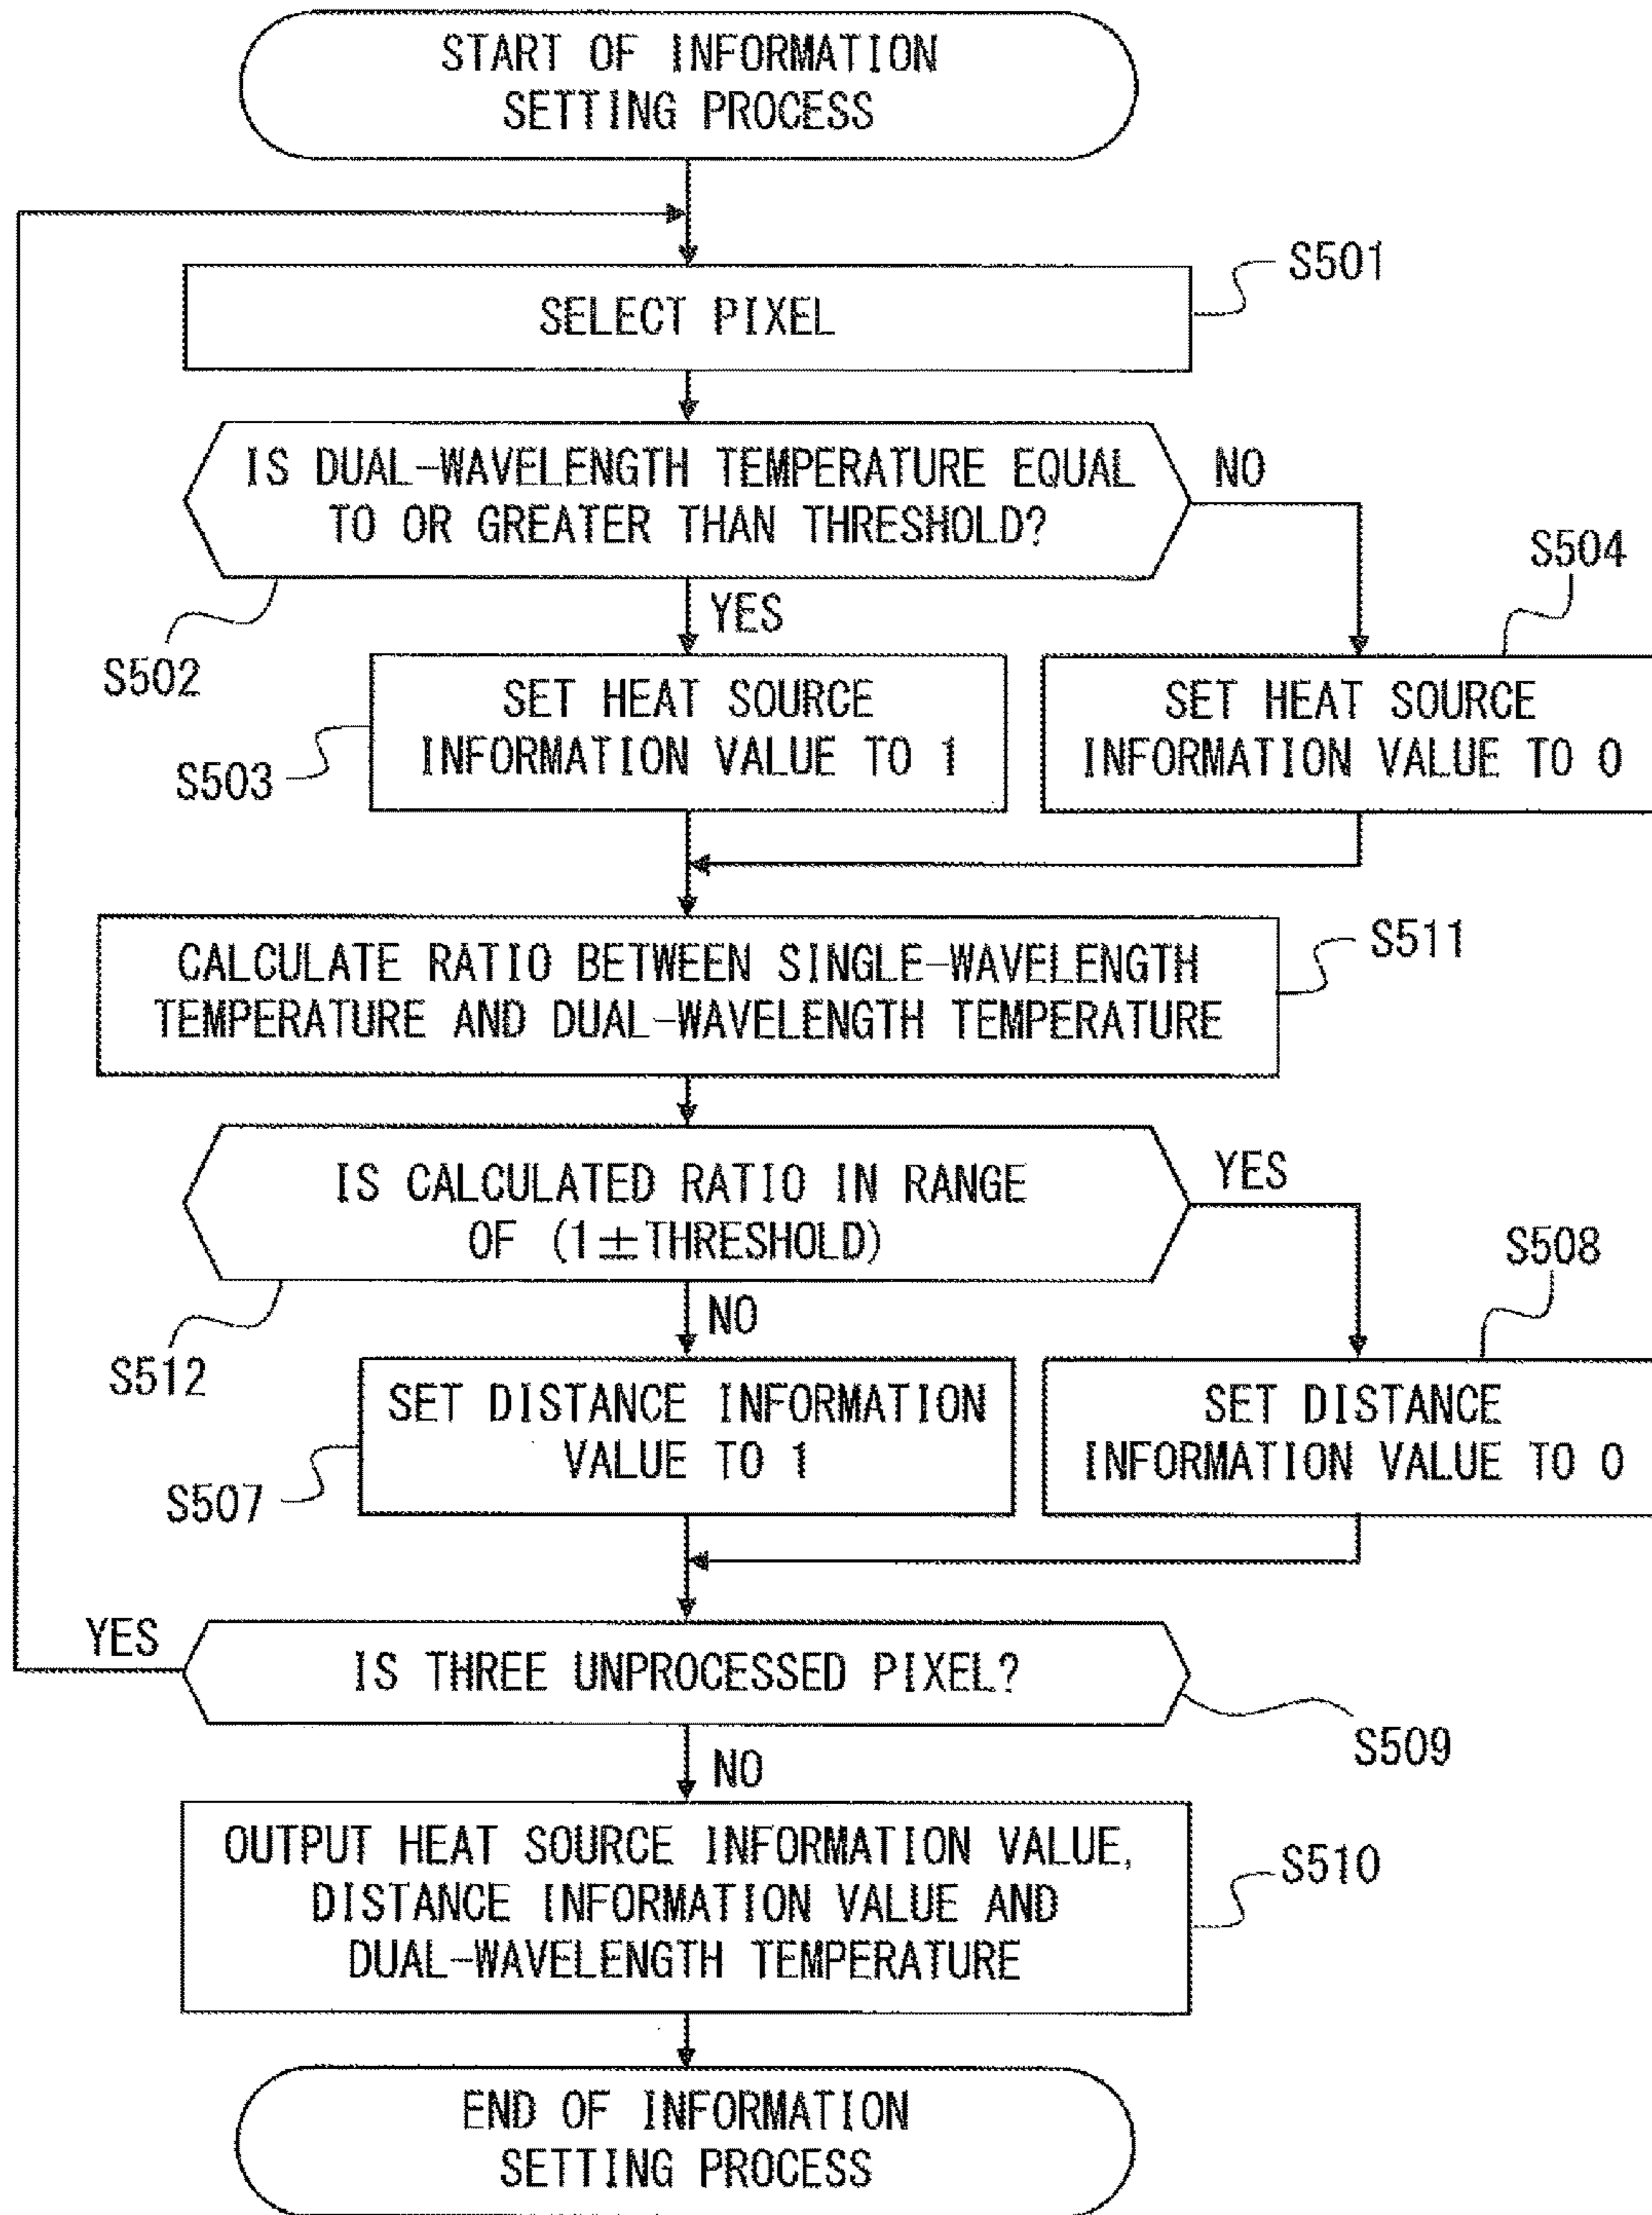 START OF INFORMATION
SETTING PROCESS
S501
SELECT PIXEL
IS DUAL-WAVELENGTH TEMPERATURE EQUAL
TO OR GREATER THAN THRESHOLD?
NO
S504
YES
S502
SET HEAT SOURCE
INFORMATION VALUE TO 1
S503
SET HEAT SOURCE
INFORMATION VALUE TO 0
S511
CALCULATE RATIO BETWEEN SINGLE-WAVELENGTH
TEMPERATURE AND DUAL-WAVELENGTH TEMPERATURE
IS CALCULATED RATIO IN RANGE
OF (1±THRESHOLD)
YES
S508
NO
S512
SET DISTANCE INFORMATION
VALUE TO 1
S507
SET DISTANCE
INFORMATION VALUE TO 0
YES
IS THREE UNPROCESSED PIXEL?
S509
NO
OUTPUT HEAT SOURCE INFORMATION VALUE,
DISTANCE INFORMATION VALUE AND
DUAL-WAVELENGTH TEMPERATURE
S510
END OF INFORMATION
SETTING PROCESS